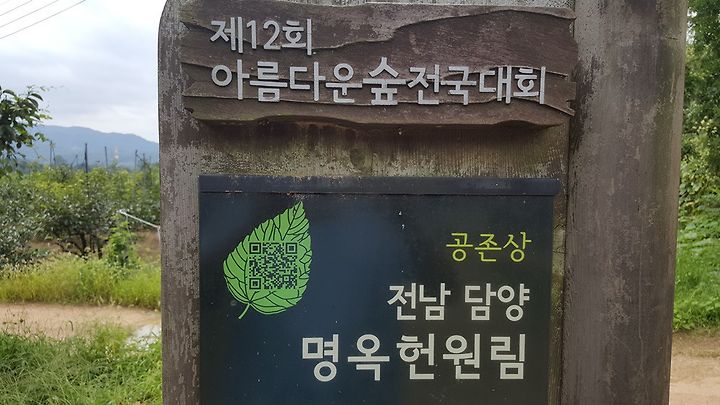 제12회
아름다운숲전국대회
공존상
전남 담양
명옥헌원림